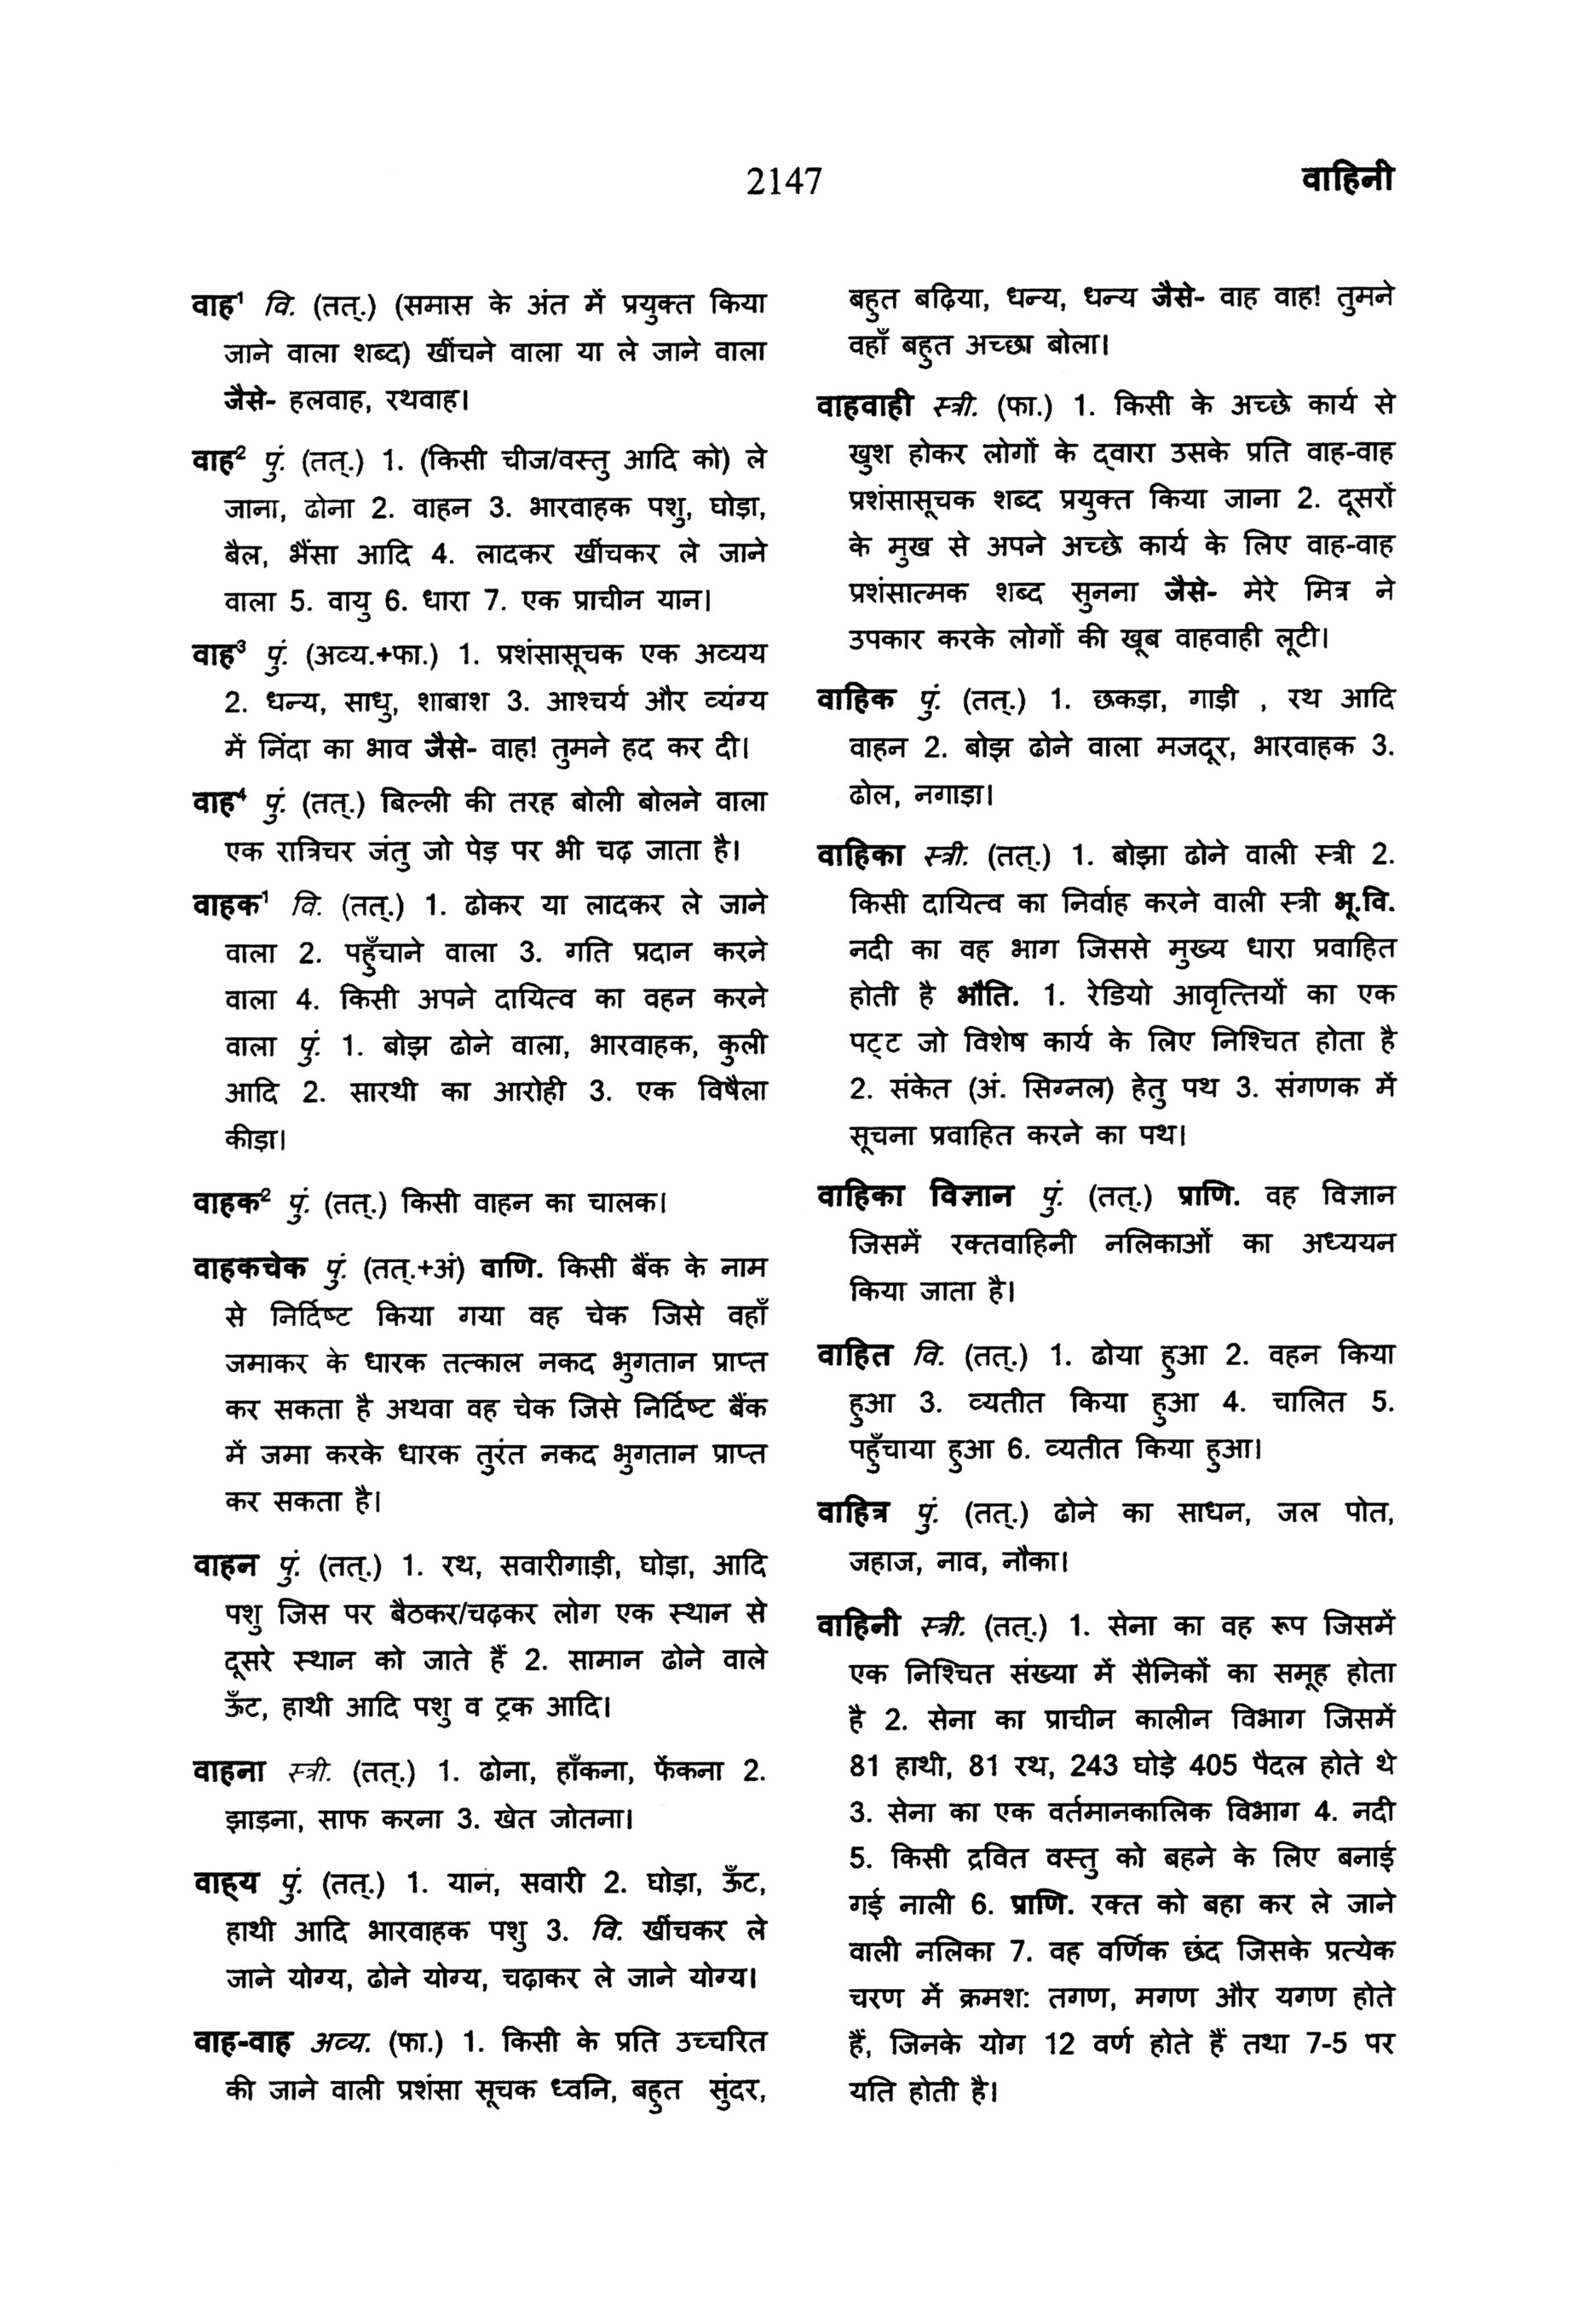 2147
वाहिनी
वाह¹ वि. (तत्.) (समास के अंत में प्रयुक्त किया
जाने वाला शब्द) खींचने वाला या ले जाने वाला
जैसे- हलवाह, रथवाह।
वाह² पुं. (तत्.) 1. (किसी चीज/वस्तु आदि को) ले
जाना, ढोना 2. वाहन 3. भारवाहक पशु, घोड़ा,
बैल, भैंसा आदि 4. लादकर खींचकर ले जाने
वाला 5. वायु 6. धारा 7. एक प्राचीन यान।
वाह³ पुं. (अव्य.+फा.) 1. प्रशंसासूचक एक अव्यय
2. धन्य, साधु, शाबाश 3. आश्चर्य और व्यंग्य
में निंदा का भाव जैसे- वाह! तुमने हद कर दी।
वाह⁴ पुं. (तत्.) बिल्ली की तरह बोली बोलने वाला
एक रात्रिचर जंतु जो पेड़ पर भी चढ़ जाता है।
वाहक¹ वि. (तत्.) 1. ढोकर या लादकर ले जाने
वाला 2. पहुँचाने वाला 3. गति प्रदान करने
वाला 4. किसी अपने दायित्व का वहन करने
वाला पुं. 1. बोझ ढोने वाला, भारवाहक, कुली
आदि 2. सारथी का आरोही 3. एक विषैला
कीड़ा।
वाहक² पुं. (तत्.) किसी वाहन का चालक।
वाहकचेक पुं. (तत्.+अं) वाणि. किसी बैंक के नाम
से निर्दिष्ट किया गया वह चेक जिसे वहाँ
जमाकर के धारक तत्काल नकद भुगतान प्राप्त
कर सकता है अथवा वह चेक जिसे निर्दिष्ट बैंक
में जमा करके धारक तुरंत नकद भुगतान प्राप्त
कर सकता है।
वाहन पुं. (तत्.) 1. रथ, सवारीगाड़ी, घोड़ा, आदि
पशु जिस पर बैठकर/चढ़कर लोग एक स्थान से
दूसरे स्थान को जाते हैं 2. सामान ढोने वाले
ऊँट, हाथी आदि पशु व ट्रक आदि।
वाहना स्त्री. (तत्.) 1. ढोना, हाँकना, फेंकना 2.
झाड़ना, साफ करना 3. खेत जोतना।
वाह्‌य पुं. (तत्.) 1. यान, सवारी 2. घोड़ा, ऊँट,
हाथी आदि भारवाहक पशु 3. वि. खींचकर ले
जाने योग्य, ढोने योग्य, चढ़ाकर ले जाने योग्य।
वाह-वाह अव्य. (फा.) 1. किसी के प्रति उच्चरित
की जाने वाली प्रशंसा सूचक ध्वनि, बहुत सुंदर,
बहुत बढ़िया, धन्य, धन्य जैसे- वाह वाह! तुमने
वहाँ बहुत अच्छा बोला।
वाहवाही स्त्री. (फा.) 1. किसी के अच्छे कार्य से
खुश होकर लोगों के द्‌वारा उसके प्रति वाह-वाह
प्रशंसासूचक शब्द प्रयुक्त किया जाना 2. दूसरों
के मुख से अपने अच्छे कार्य के लिए वाह-वाह
प्रशंसात्मक शब्द सुनना जैसे- मेरे मित्र ने
उपकार करके लोगों की खूब वाहवाही लूटी।
वाहिक पुं. (तत्.) 1. छकड़ा, गाड़ी , रथ आदि
वाहन 2. बोझ ढोने वाला मजदूर, भारवाहक 3.
ढोल, नगाड़ा।
वाहिका स्त्री. (तत्.) 1. बोझा ढोने वाली स्त्री 2.
किसी दायित्व का निर्वाह करने वाली स्त्री भू.वि.
नदी का वह भाग जिससे मुख्य धारा प्रवाहित
होती है भौति. 1. रेडियो आवृत्तियों का एक
पट्‌ट जो विशेष कार्य के लिए निश्चित होता है
2. संकेत (अं. सिग्नल) हेतु पथ 3. संगणक में
सूचना प्रवाहित करने का पथ।
वाहिका विज्ञान पुं. (तत्.) प्राणि. वह विज्ञान
जिसमें रक्तवाहिनी नलिकाओं का अध्ययन
किया जाता है।
वाहित वि. (तत्.) 1. ढोया हुआ 2. वहन किया
हुआ 3. व्यतीत किया हुआ 4. चालित 5.
पहुँचाया हुआ 6. व्यतीत किया हुआ।
वाहित्र पुं. (तत्.) ढोने का साधन, जल पोत,
जहाज, नाव, नौका।
वाहिनी स्त्री. (तत्.) 1. सेना का वह रूप जिसमें
एक निश्चित संख्या में सैनिकों का समूह होता
है 2. सेना का प्राचीन कालीन विभाग जिसमें
81 हाथी, 81 रथ, 243 घोड़े 405 पैदल होते थे
3. सेना का एक वर्तमानकालिक विभाग 4. नदी
5. किसी द्रवित वस्तु को बहने के लिए बनाई
गई नाली 6. प्राणि. रक्त को बहा कर ले जाने
वाली नलिका 7. वह वर्णिक छंद जिसके प्रत्येक
चरण में क्रमश: तगण, मगण और यगण होते
हैं, जिनके योग 12 वर्ण होते हैं तथा 7-5 पर
यति होती है।